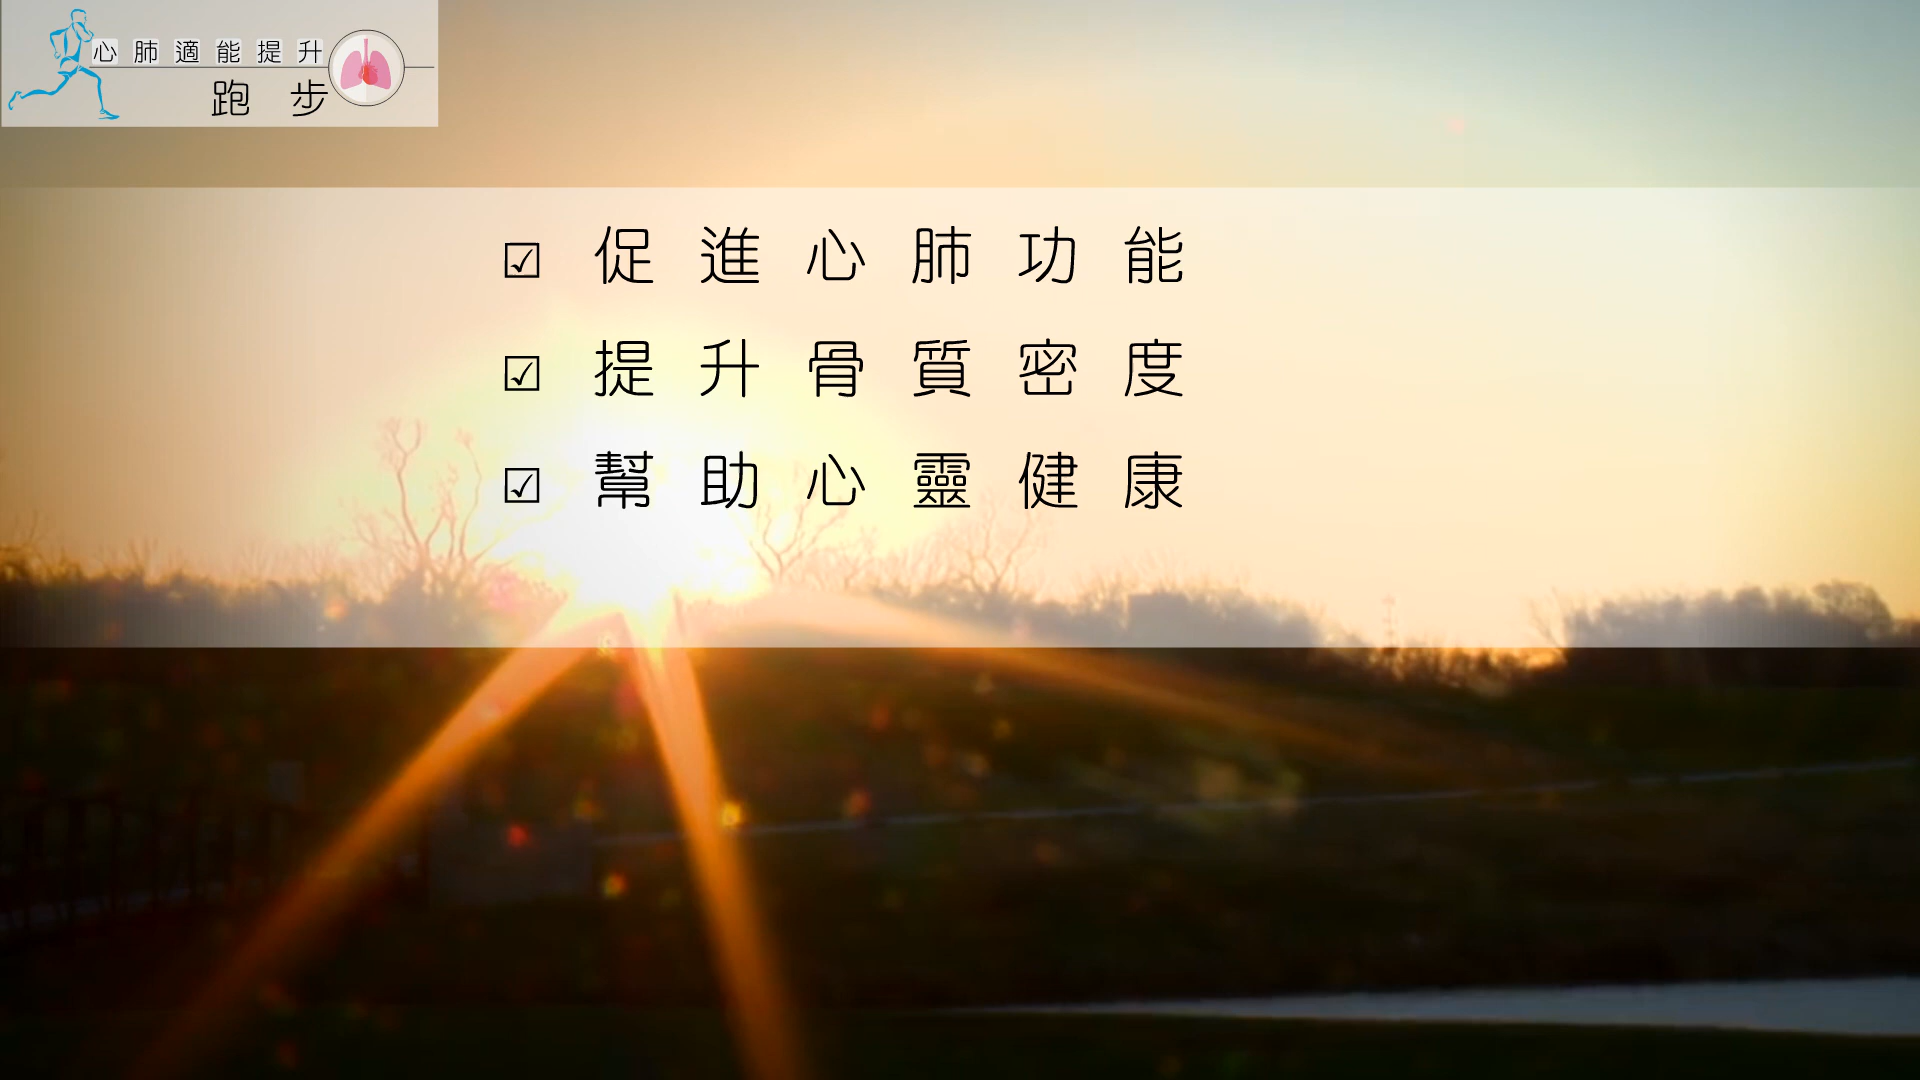 心肺適能提升
跑步
☑ 促進心肺功能
☑ 提升骨質密度
☑ 幫助心靈健康